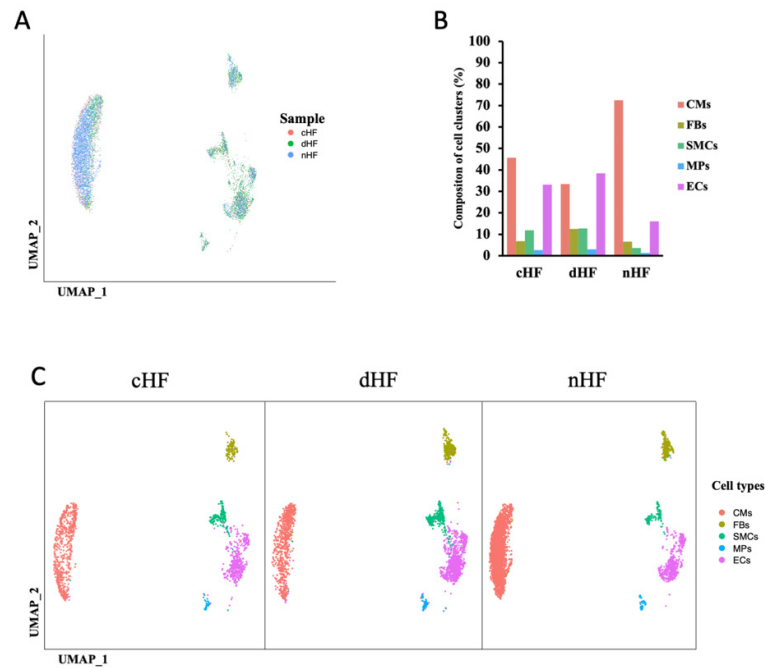 A
UMAP_2
UMAP_1
Sample
cHF
dHF
nHF
B
Compositon of cell clusters (%)
100
90
80
70
60
50
40
30
20
10
0
cHF dHF nHF
CMs
FBs
SMCs
MPs
ECs
C
cHF dHF nHF
UMAP_2
UMAP_1
Cell types
CMs
FBs
SMCs
MPs
ECs